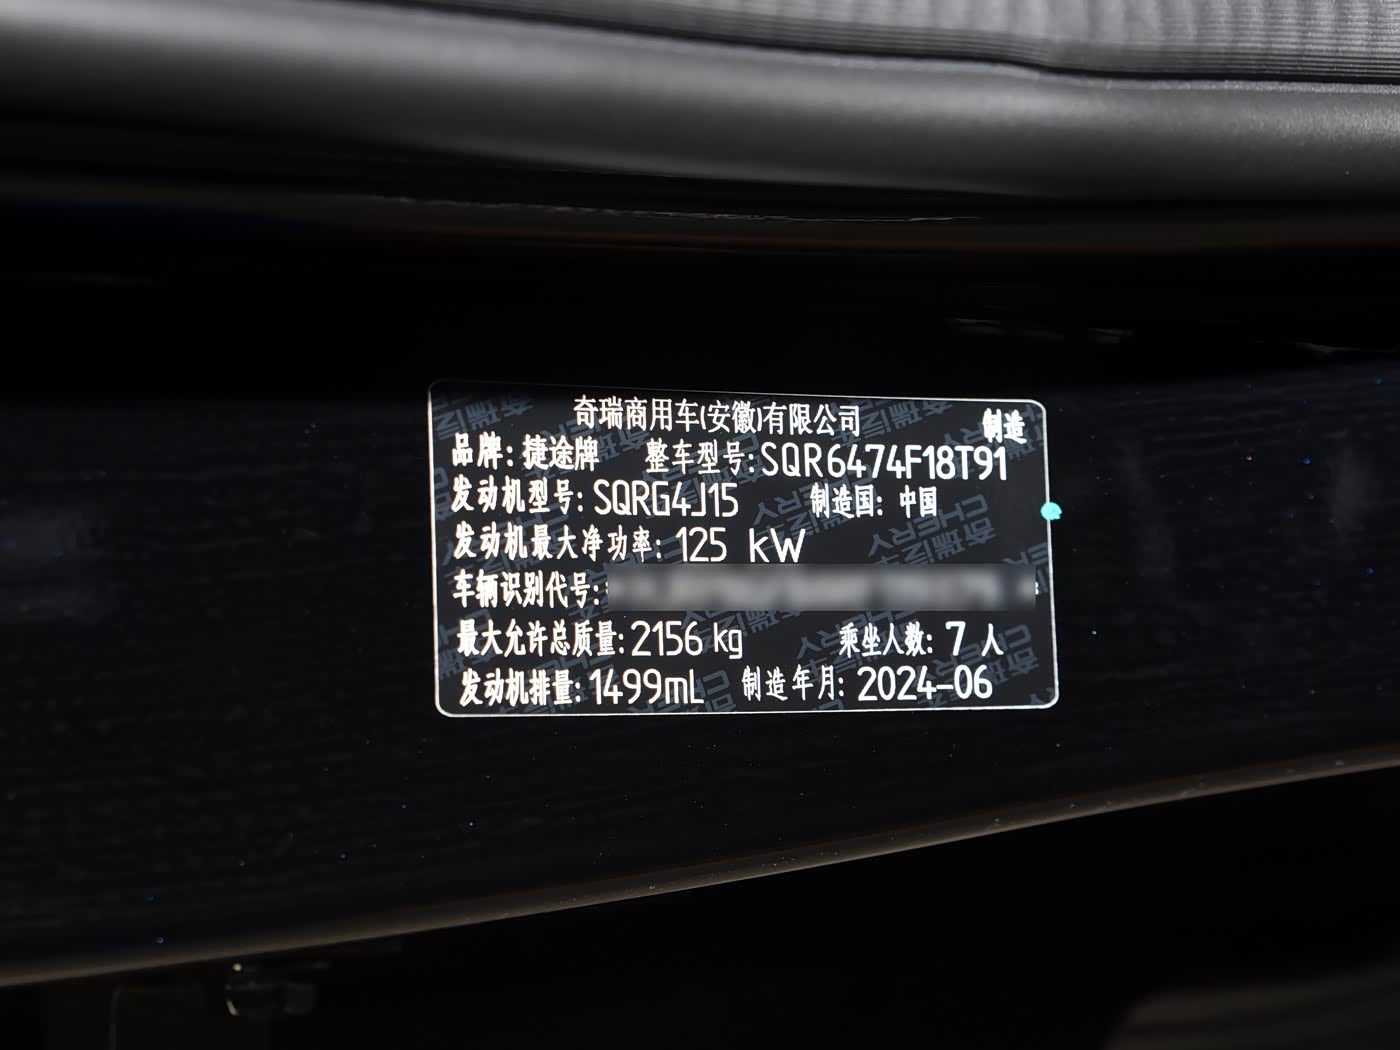 奇瑞商用车(安徽)有限公司 制造
品牌: 捷途牌 整车型号: SQR6474F18T91
发动机型号: SQRG4J15 制造国: 中国
发动机最大净功率: 125 kW
车辆识别代号:
最大允许总质量: 2156 kg 乘坐人数: 7 人
发动机排量: 1499mL 制造年月: 2024-06